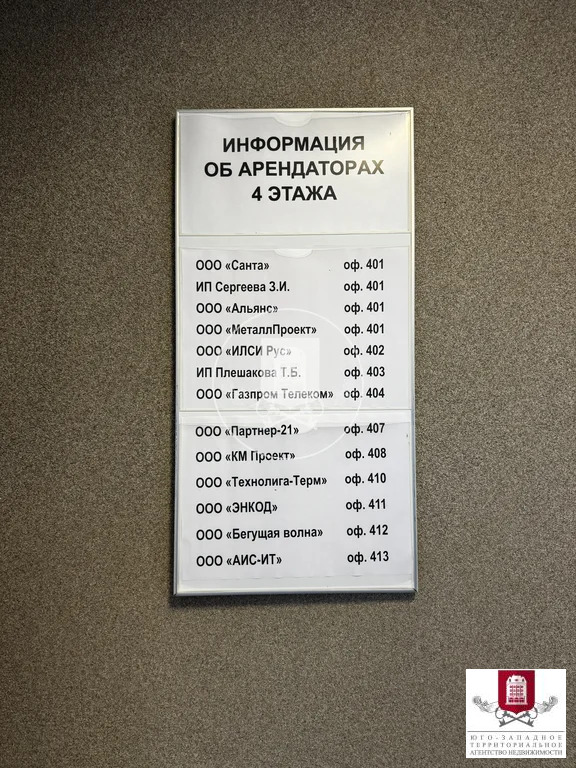 ИНФОРМАЦИЯ
ОБ АРЕНДАТОРАХ
4 ЭТАЖА
ООО «Санта» оф. 401
ИП Сергеева З.И. оф. 401
ООО «Альянс» оф. 401
ООО «МеталлПроект» оф. 401
ООО «ИЛСИ Рус» оф. 402
ИП Плешакова Т.Б. оф. 403
ООО «Газпром Телеком» оф. 404
ООО «Партнер-21» оф. 407
ООО «КМ Проект» оф. 408
ООО «Технолига-Терм» оф. 410
ООО «ЭНКОД» оф. 411
ООО «Бегущая волна» оф. 412
ООО «АИС-ИТ» оф. 413
ЮГО-ЗАПАДНОЕ
ТЕРРИТОРИАЛЬНОЕ
АГЕНТСТВО НЕДВИЖИМОСТИ